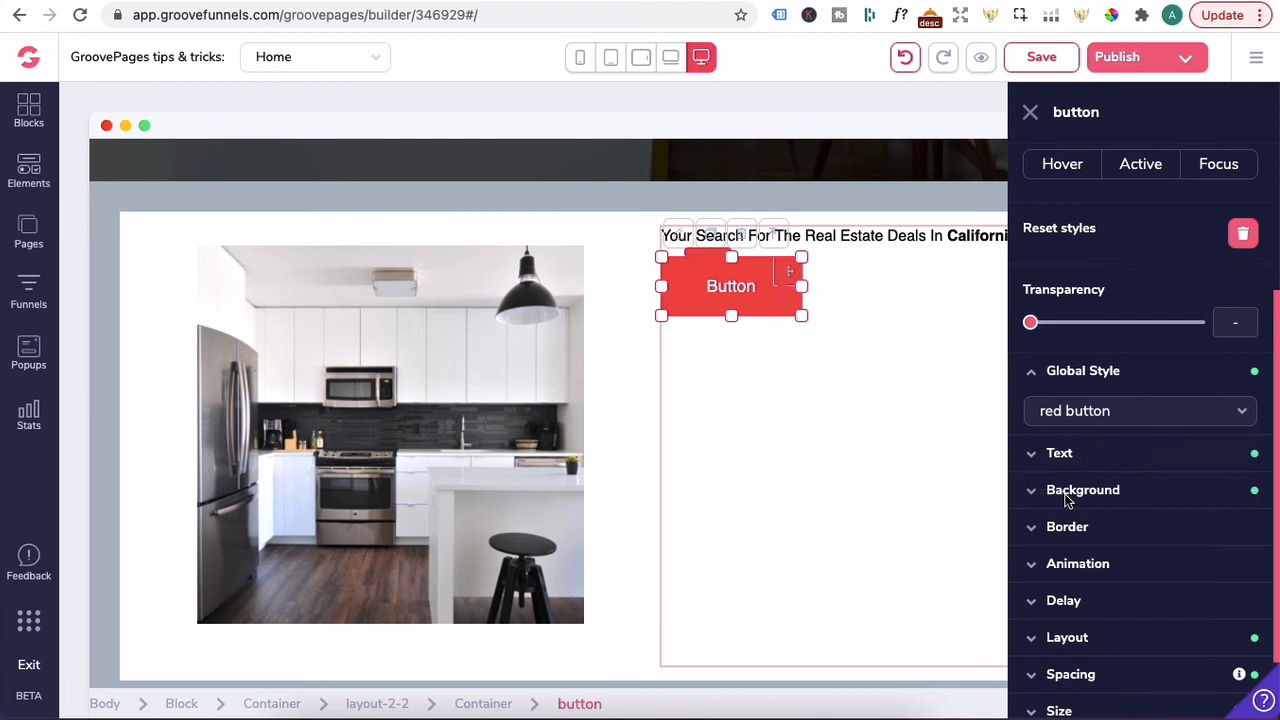 app.groovefunnels.com/groovepages/builder/346929#/
f?
desc
A
Update
GroovePages tips & tricks:
Home
Save
Publish
Blocks
Elements
Pages
Funnels
Popups
Stats
Feedback
Exit
BETA
Your Search For The Real Estate Deals In Californi
Button
button
Hover
Active
Focus
Reset styles
Transparency
-
Global Style
red button
Text
Background
Border
Animation
Delay
Layout
Spacing
Size
Body
Block
Container
layout-2-2
Container
button